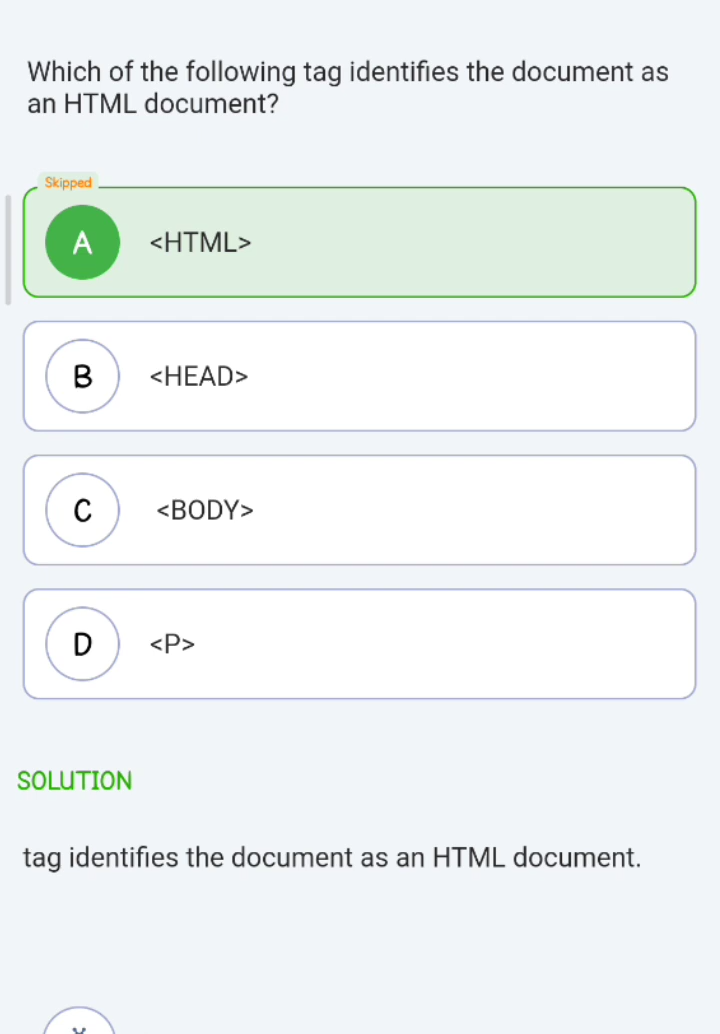 Which of the following tag identifies the document as
an HTML document?
Skipped
A <HTML>
B <HEAD>
C <BODY>
D <P>
SOLUTION
tag identifies the document as an HTML document.